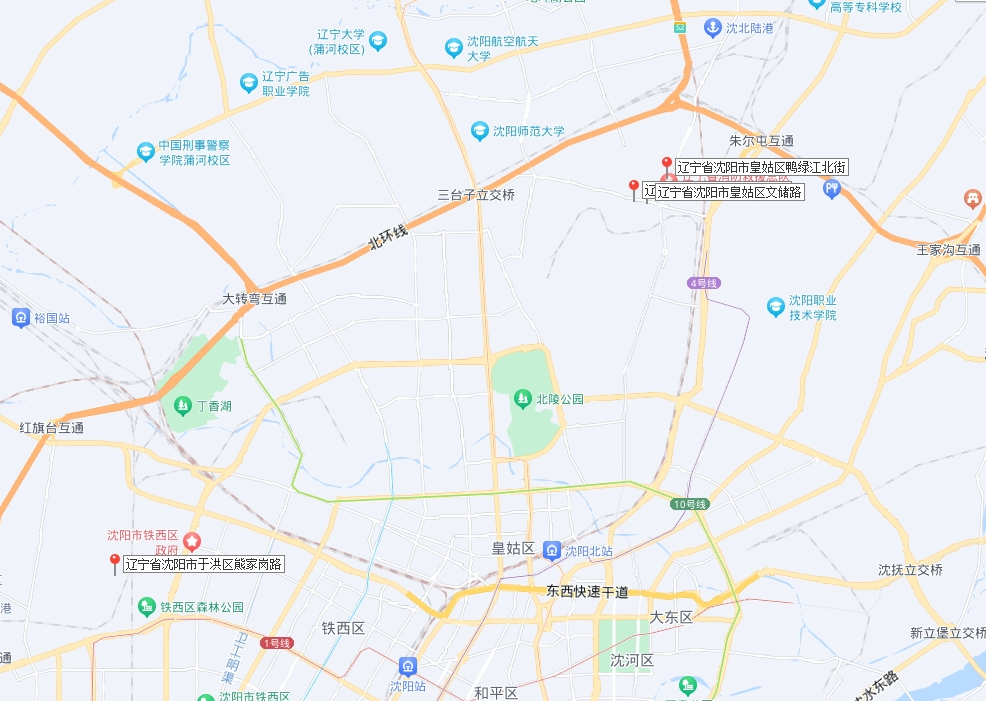 高等专科学校
沈北陆港
S2
辽宁大学
(蒲河校区)
沈阳航空航天
大学
辽宁广告
职业学院
沈阳师范大学
朱尔屯互通
中国刑事警察
学院蒲河校区
辽宁省沈阳市皇姑区鸭绿江北街
辽宁省沈阳市皇姑区文储路
三台子立交桥
北环线
王家沟互通
4号线
大转弯互通
沈阳职业
技术学院
裕国站
北陵公园
丁香湖
红旗台互通
10号线
沈阳市铁西区
政府
辽宁省沈阳市于洪区熊家岗路
皇姑区
沈阳北站
沈抚立交桥
东西快速干道
铁西区森林公园
大东区
铁西区
新立堡立交桥
1号线
卫工明渠
沈河区
沈阳站
和平区
沈水东路
沈阳市铁西区